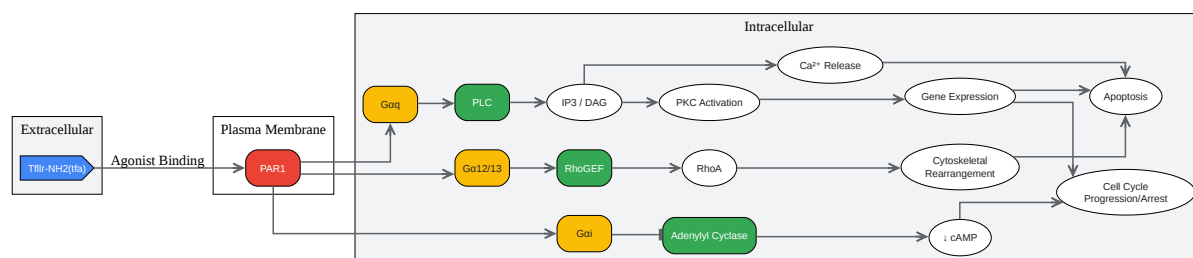 Intracellular
Ca²⁺ Release
Gαq
PLC
IP3 / DAG
PKC Activation
Gene Expression
Apoptosis
Extracellular
Plasma Membrane
Tfllr-NH2(tfa)
Agonist Binding
PAR1
Gα12/13
RhoGEF
RhoA
Cytoskeletal
Rearrangement
Cell Cycle
Progression/Arrest
Gαi
Adenylyl Cyclase
↓ cAMP